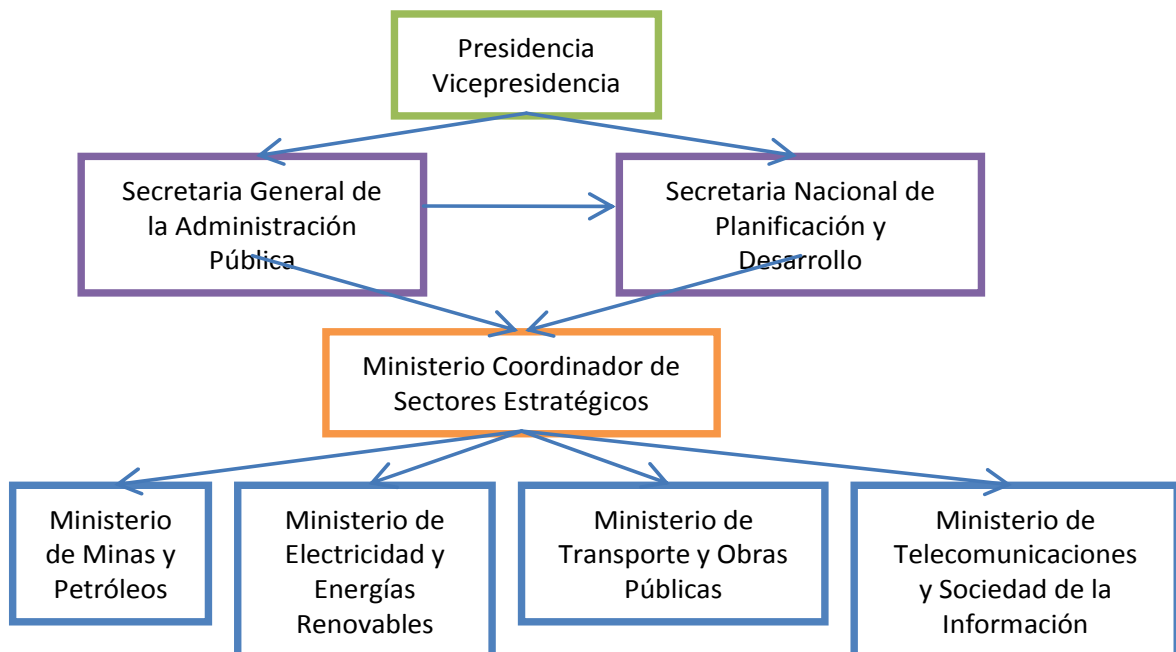 Presidencia
Vicepresidencia
Secretaria General de
la Administración
Pública
Secretaria Nacional de
Planificación y
Desarrollo
Ministerio Coordinador de
Sectores Estratégicos
Ministerio
de Minas y
Petróleos
Ministerio de
Electricidad y
Energías
Renovables
Ministerio de
Transporte y Obras
Públicas
Ministerio de
Telecomunicaciones
y Sociedad de la
Información